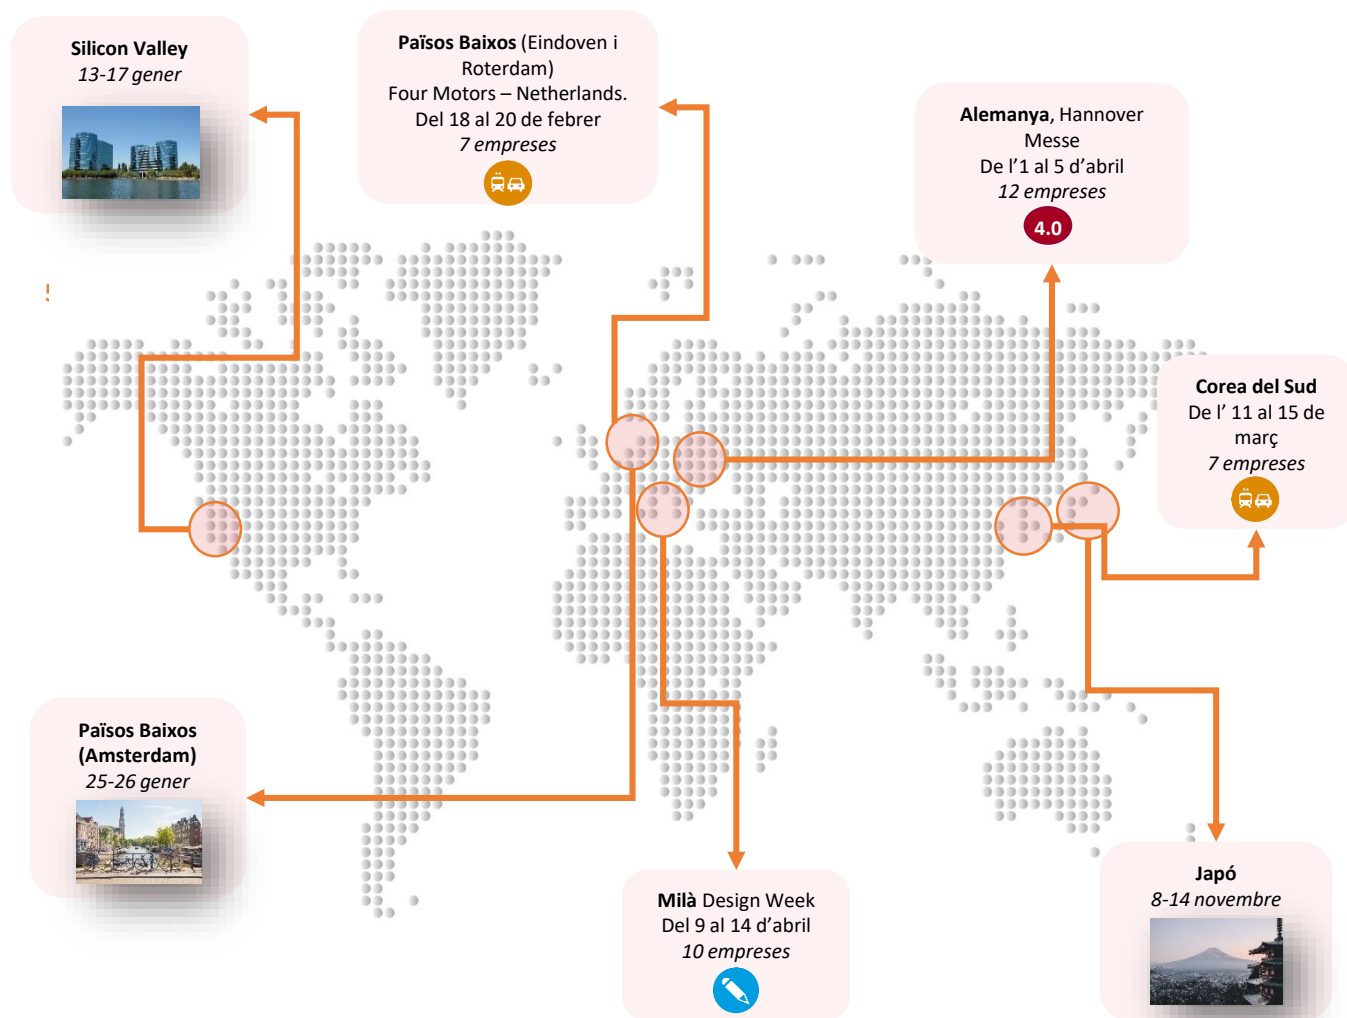 Silicon Valley
13-17 gener
Països Baixos (Eindoven i
Roterdam)
Four Motors – Netherlands.
Del 18 al 20 de febrer
7 empreses
Alemanya, Hannover
Messe
De l’1 al 5 d’abril
12 empreses
4.0
Corea del Sud
De l’ 11 al 15 de
març
7 empreses
Països Baixos
(Amsterdam)
25-26 gener
Milà Design Week
Del 9 al 14 d’abril
10 empreses
Japó
8-14 novembre